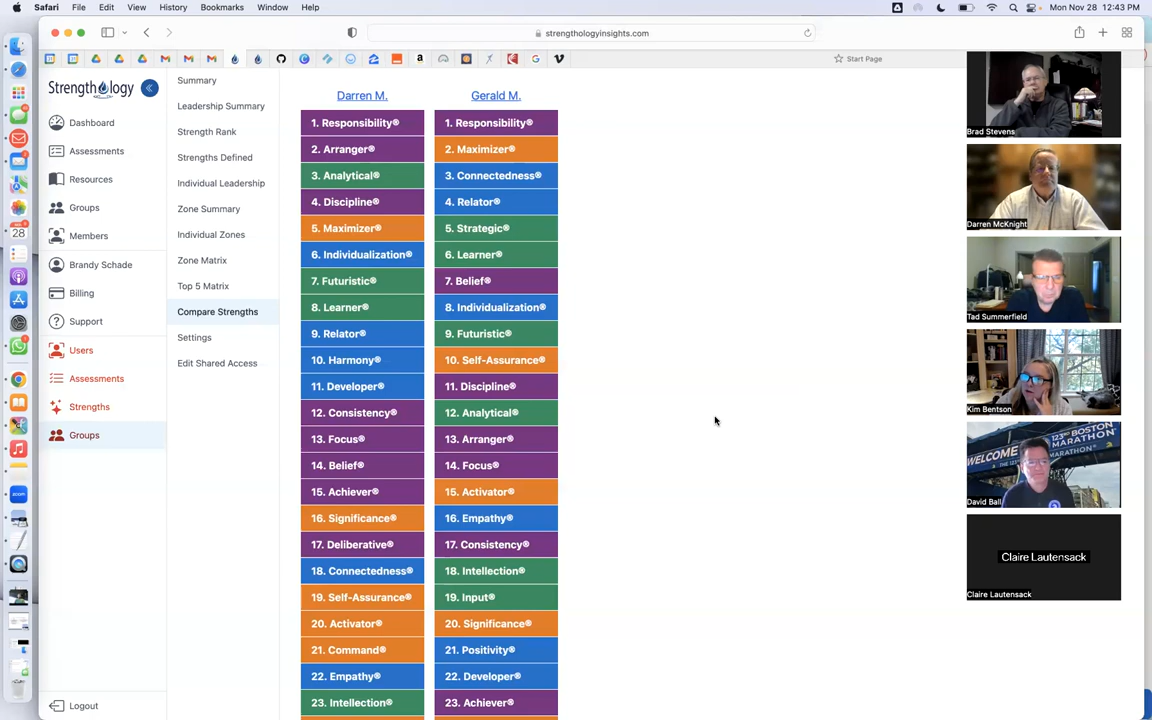 Safari File Edit View History Bookmarks Window Help
Mon Nov 28 12:43 PM
strengthologyinsights.com
Start Page
Strengthology
Dashboard
Assessments
Resources
Groups
Members
Brandy Schade
Billing
Support
Users
Assessments
Strengths
Groups
Logout
Summary
Leadership Summary
Strength Rank
Strengths Defined
Individual Leadership
Zone Summary
Individual Zones
Zone Matrix
Top 5 Matrix
Compare Strengths
Settings
Edit Shared Access
Darren M.
1. Responsibility®
2. Arranger®
3. Analytical®
4. Discipline®
5. Maximizer®
6. Individualization®
7. Futuristic®
8. Learner®
9. Relator®
10. Harmony®
11. Developer®
12. Consistency®
13. Focus®
14. Belief®
15. Achiever®
16. Significance®
17. Deliberative®
18. Connectedness®
19. Self-Assurance®
20. Activator®
21. Command®
22. Empathy®
23. Intellection®
Gerald M.
1. Responsibility®
2. Maximizer®
3. Connectedness®
4. Relator®
5. Strategic®
6. Learner®
7. Belief®
8. Individualization®
9. Futuristic®
10. Self-Assurance®
11. Discipline®
12. Analytical®
13. Arranger®
14. Focus®
15. Activator®
16. Empathy®
17. Consistency®
18. Intellection®
19. Input®
20. Significance®
21. Positivity®
22. Developer®
23. Achiever®
Brad Stevens
Darren McKnight
Tad Summerfield
Kim Bentson
WELCOME
123RD BOSTON
MARATHON
David Ball
Claire Lautensack
Claire Lautensack
28
zoom